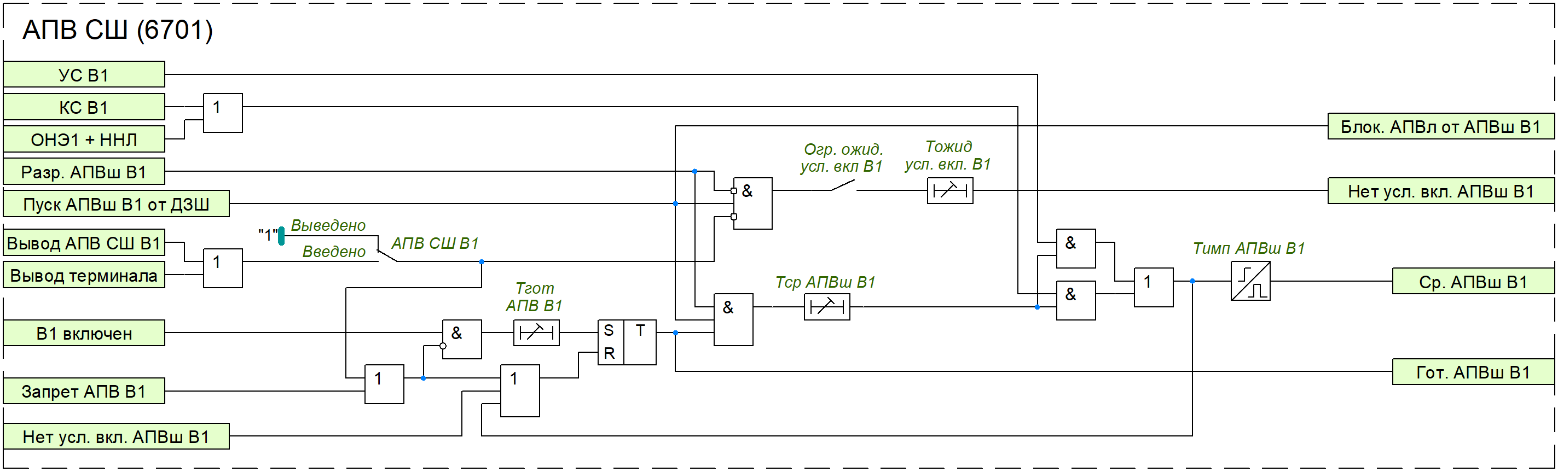 АПВ СШ (6701)
УС В1
КС В1
1
ОНЭ1 + ННЛ
Блок. АПВл от АПВш В1
Огр. ожид.
усл. вкл В1
Тожид
усл. вкл. В1
Разр. АПВш В1
&
Нет усл. вкл. АПВш В1
Пуск АПВш В1 от ДЗШ
"1"
Выведено
Введено
АПВ СШ В1
Вывод АПВ СШ В1
1
Вывод терминала
&
Тимп АПВш В1
Тср АПВш В1
&
&
1
Ср. АПВш В1
Тгот
АПВ В1
В1 включен
&
S
T
R
Гот. АПВш В1
1
1
Запрет АПВ В1
Нет усл. вкл. АПВш В1